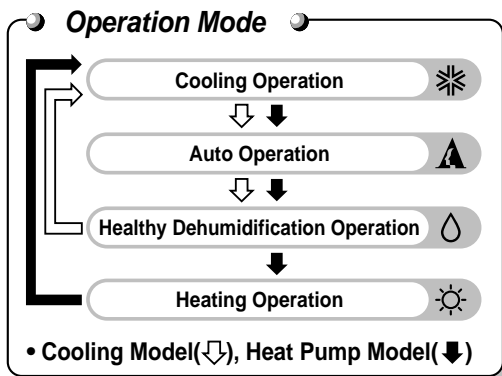 Operation Mode
Cooling Operation
Auto Operation
Healthy Dehumidification Operation
Heating Operation
• Cooling Model(⇩), Heat Pump Model(⬇)